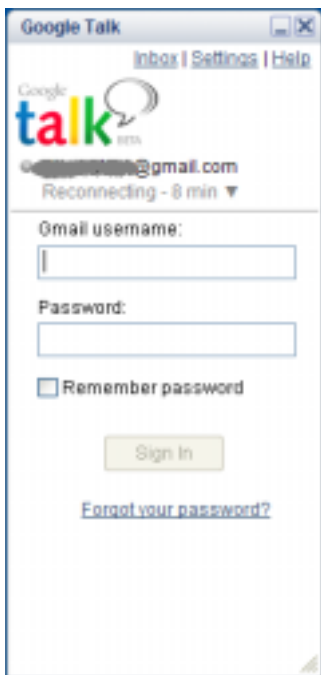 Google Talk
Inbox | Settings | Help
Google
talk
BETA
@gmail.com
Reconnecting - 8 min ▼
Gmail username:
Password:
Remember password
Sign In
Forgot your password?